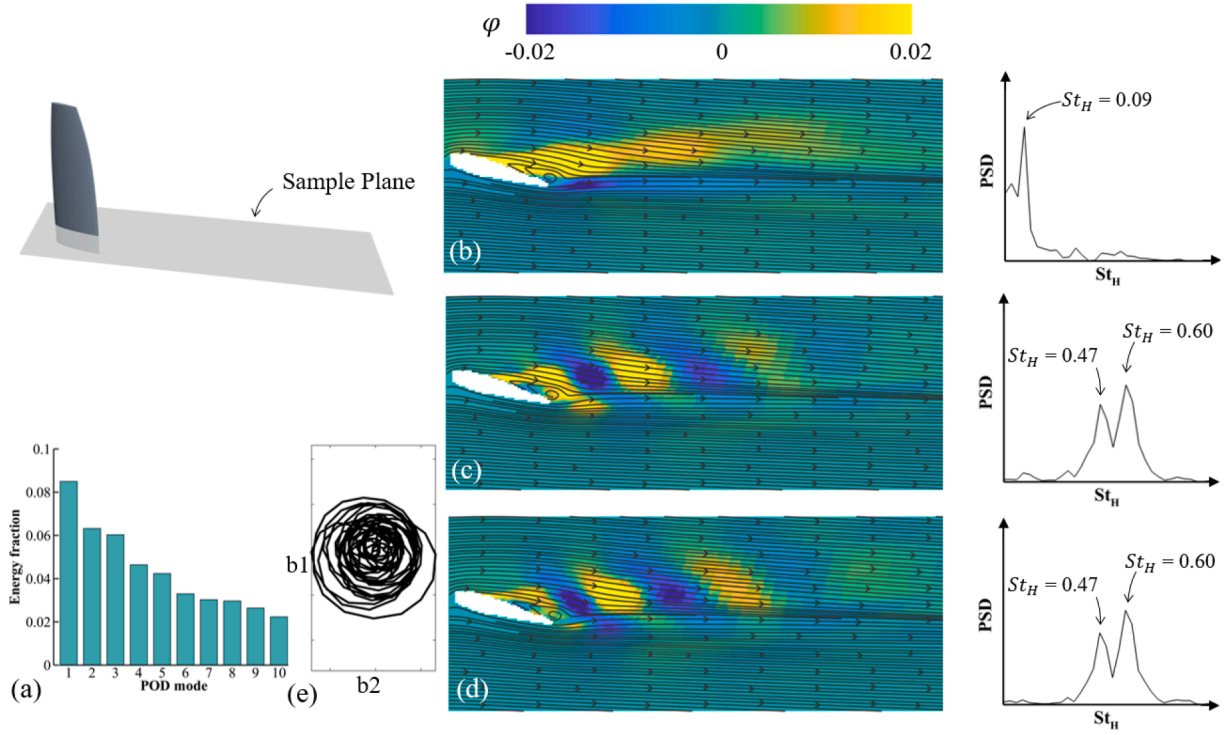 φ
-0.02 0 0.02
Sample Plane
(b)
PSD
St_H = 0.09
St_H
(c)
PSD
St_H = 0.47
St_H = 0.60
St_H
(d)
PSD
St_H = 0.47
St_H = 0.60
St_H
Energy fraction
0.1
0.08
0.06
0.04
0.02
0
1 2 3 4 5 6 7 8 9 10
POD mode
(a)
b1
b2
(e)